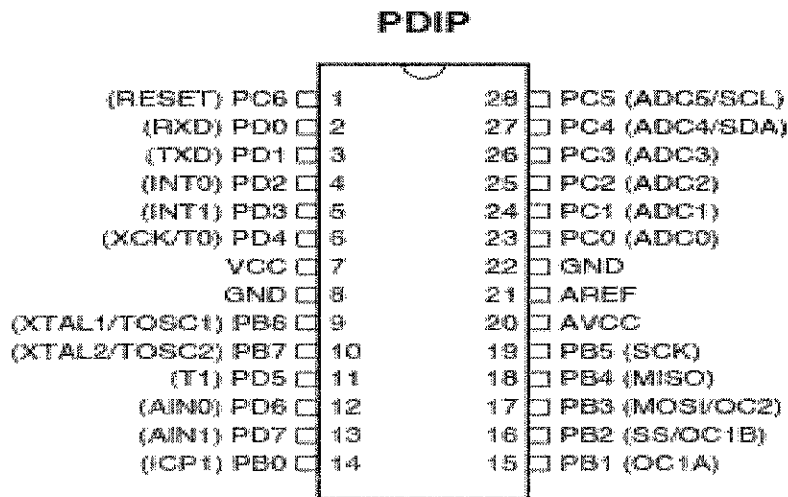 PDIP
(RESET) PC6 1 28 PC5 (ADC5/SCL)
(RXD) PD0 2 27 PC4 (ADC4/SDA)
(TXD) PD1 3 26 PC3 (ADC3)
(INT0) PD2 4 25 PC2 (ADC2)
(INT1) PD3 5 24 PC1 (ADC1)
(XCK/T0) PD4 6 23 PC0 (ADC0)
VCC 7 22 GND
GND 8 21 AREF
(XTAL1/TOSC1) PB6 9 20 AVCC
(XTAL2/TOSC2) PB7 10 19 PB5 (SCK)
(T1) PD5 11 18 PB4 (MISO)
(AIN0) PD6 12 17 PB3 (MOSI/OC2)
(AIN1) PD7 13 16 PB2 (SS/OC1B)
(ICP1) PB0 14 15 PB1 (OC1A)